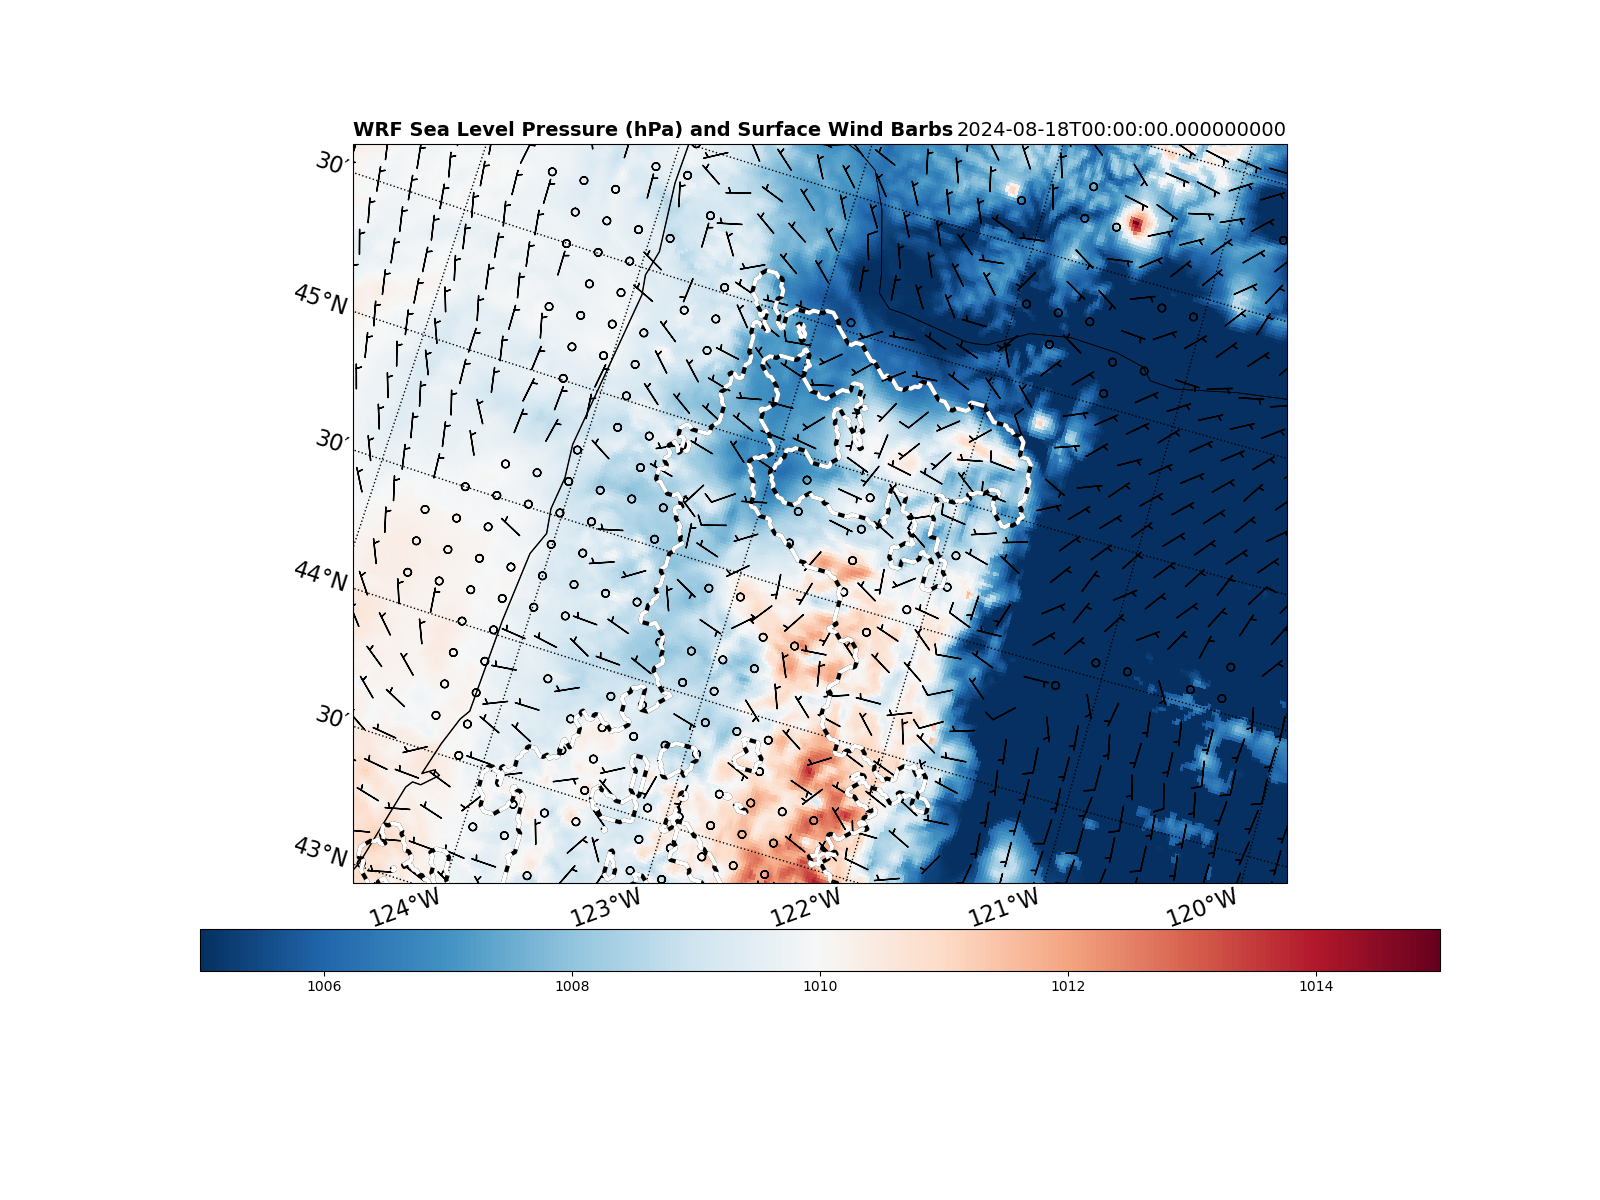 WRF Sea Level Pressure (hPa) and Surface Wind Barbs 2024-08-18T00:00:00.000000000
30′
45°N
30′
44°N
30′
43°N
124°W 123°W 122°W 121°W 120°W
1006 1008 1010 1012 1014